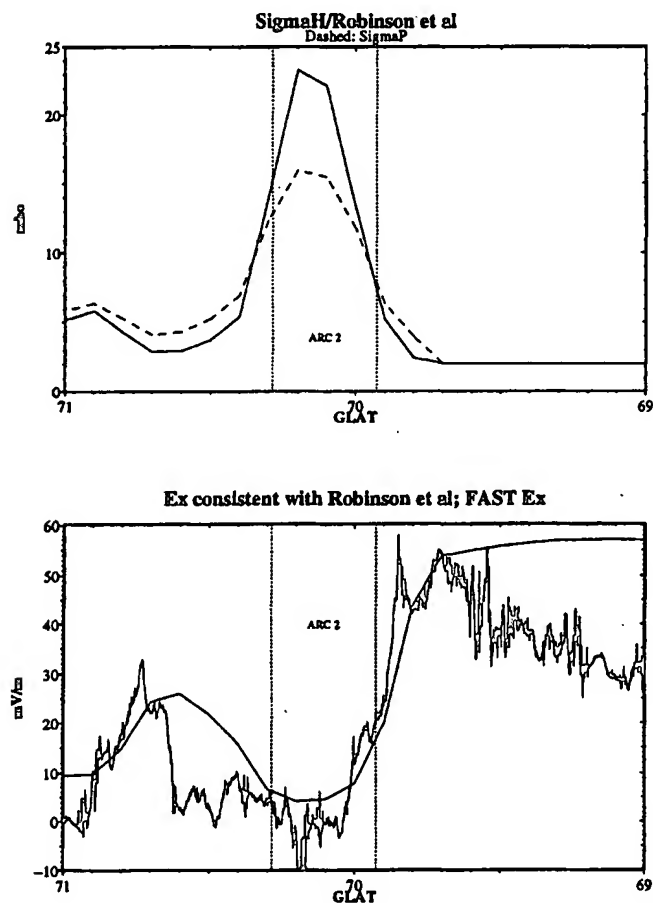 SigmaH/Robinson et al
Dashed: SigmaP
25
20
mho
10
ARC 2
0
71
70
69
GLAT
Ex consistent with Robinson et al; FAST Ex
60
50
ARC 2
40
mV/m
30
20
10
0
-10
71
70
69
GLAT